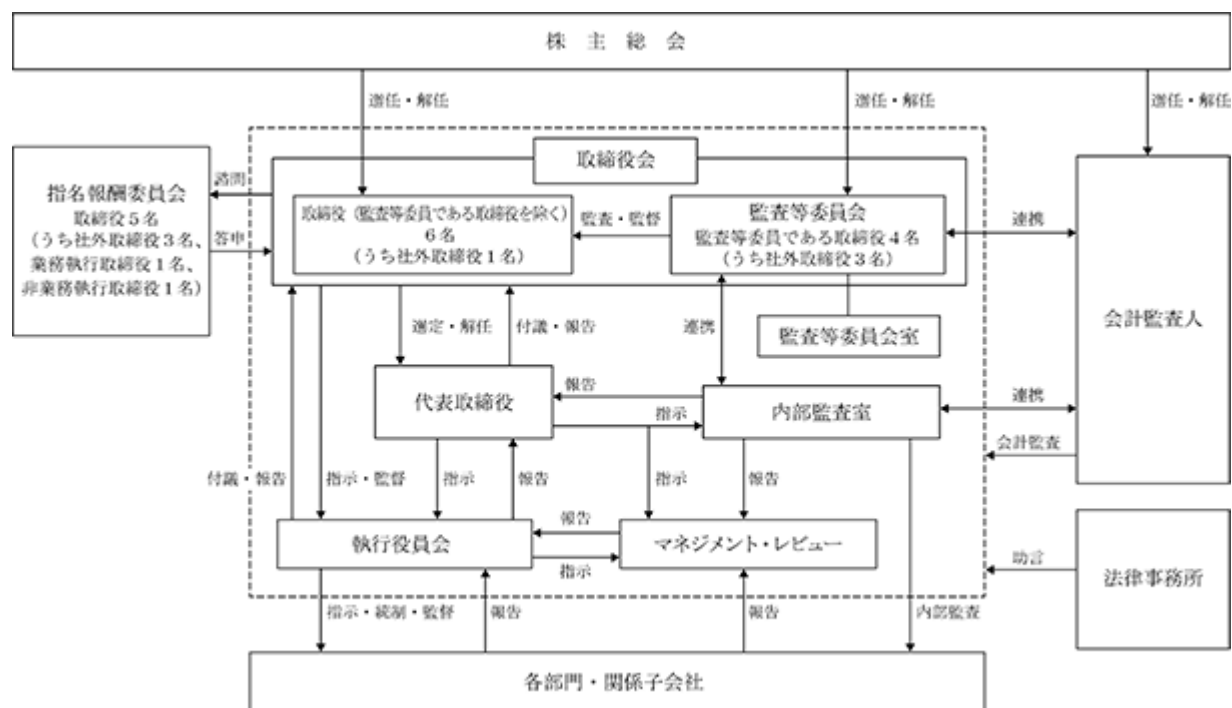 株主総会
選任・解任
選任・解任
選任・解任
取締役会
指名報酬委員会
取締役5名
(うち社外取締役3名、
業務執行取締役1名、
非業務執行取締役1名)
諮問
答申
取締役(監査等委員である取締役を除く)
6名
(うち社外取締役1名)
監査・監督
監査等委員会
監査等委員である取締役4名
(うち社外取締役3名)
連携
会計監査人
選定・解任
付議・報告
連携
監査等委員会室
代表取締役
報告
指示
内部監査室
連携
会計監査
付議・報告
指示・監督
指示
報告
指示
報告
執行役員会
報告
指示
マネジメント・レビュー
助言
法律事務所
指示・統制・監督
報告
報告
内部監査
各部門・関係子会社